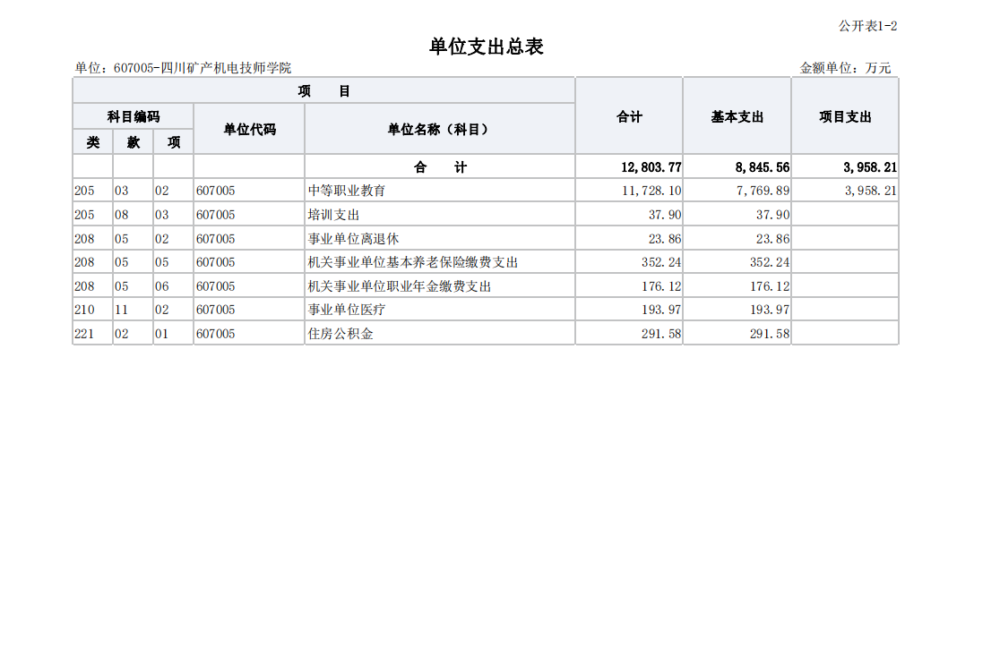 公开表1-2
单位支出总表
单位：607005-四川矿产机电技师学院 金额单位：万元
项 目 合计 基本支出 项目支出
科目编码 单位代码 单位名称（科目）
类 款 项
合 计 12,803.77 8,845.56 3,958.21
205 03 02 607005 中等职业教育 11,728.10 7,769.89 3,958.21
205 08 03 607005 培训支出 37.90 37.90
208 05 02 607005 事业单位离退休 23.86 23.86
208 05 05 607005 机关事业单位基本养老保险缴费支出 352.24 352.24
208 05 06 607005 机关事业单位职业年金缴费支出 176.12 176.12
210 11 02 607005 事业单位医疗 193.97 193.97
221 02 01 607005 住房公积金 291.58 291.58